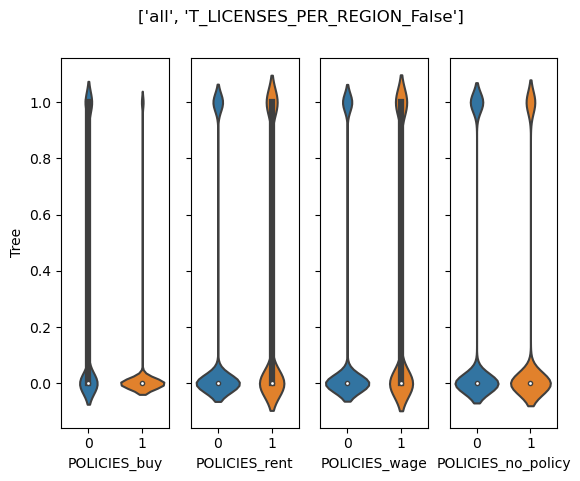 ['all', 'T_LICENSES_PER_REGION_False']
Tree
1.0
0.8
0.6
0.4
0.2
0.0
0 1 0 1 0 1 0 1
POLICIES_buy POLICIES_rent POLICIES_wage POLICIES_no_policy